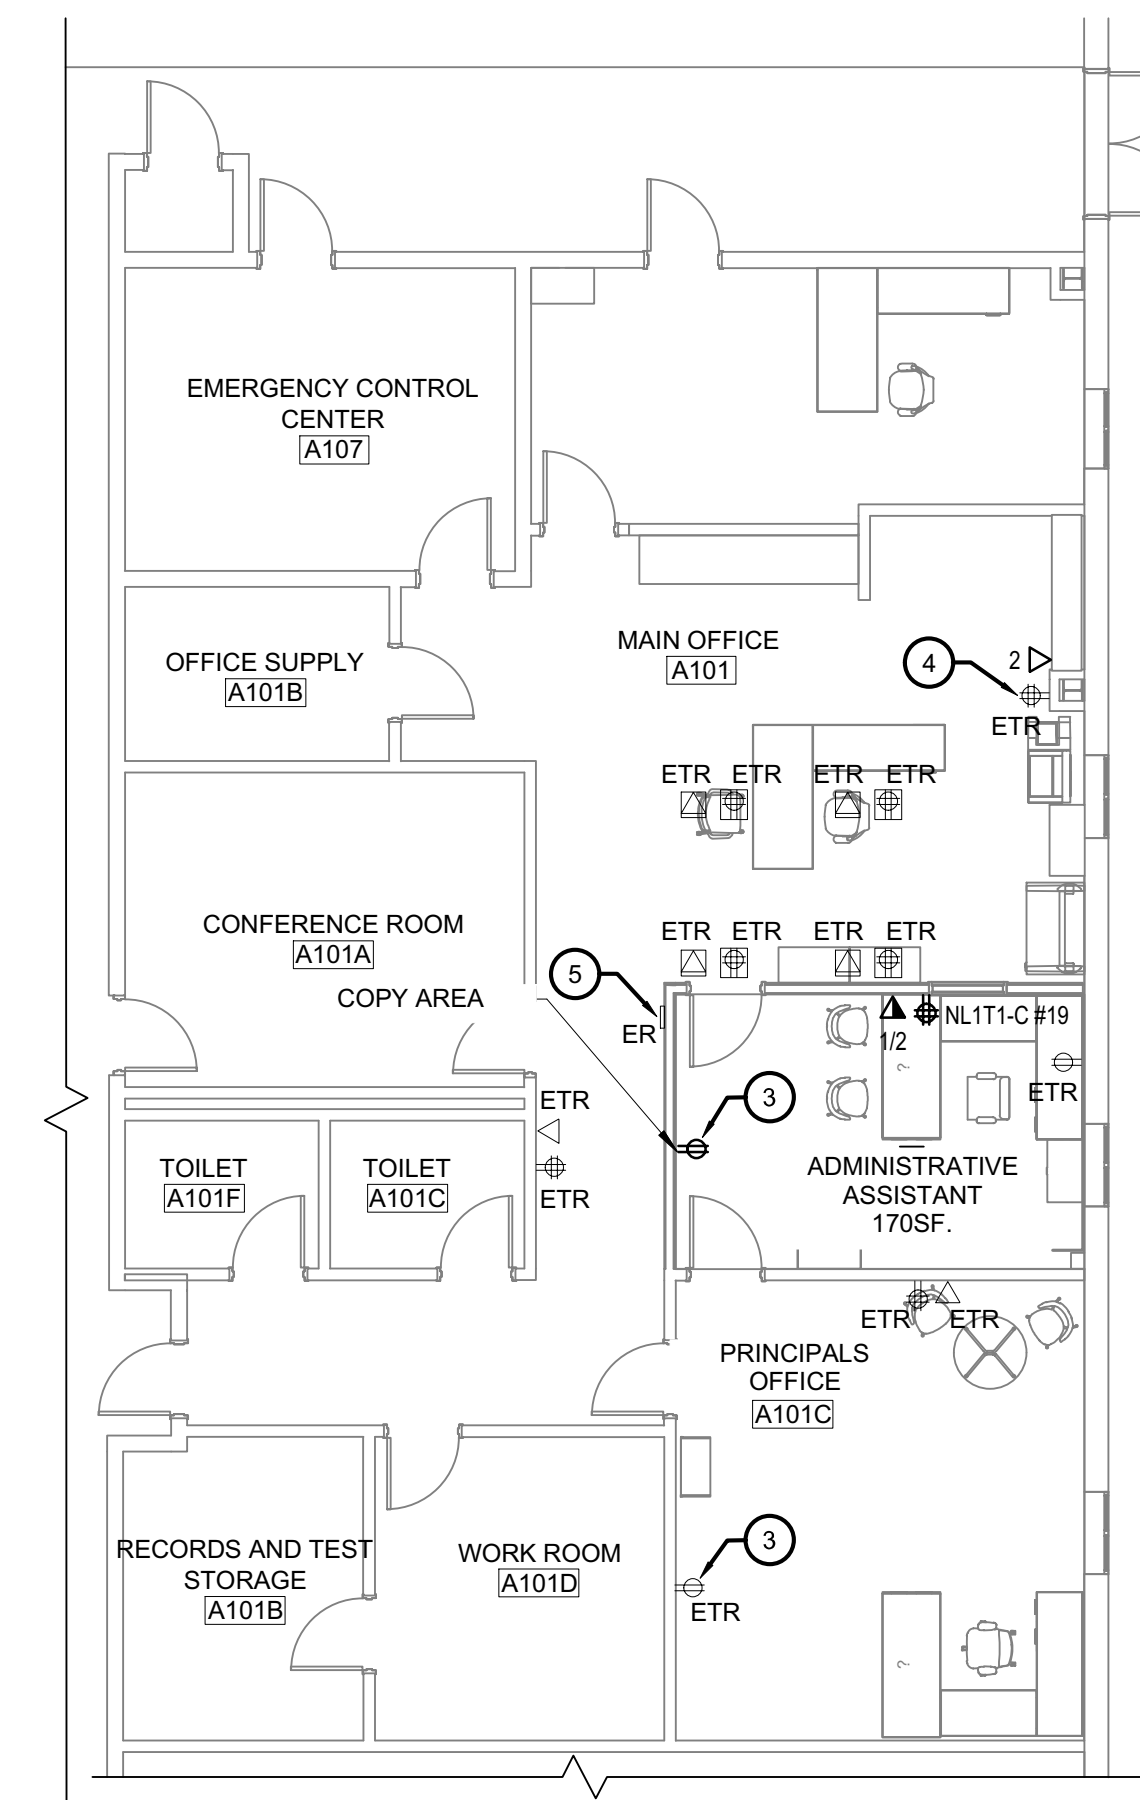 EMERGENCY CONTROL
CENTER
A107
OFFICE SUPPLY
A101B
MAIN OFFICE
A101
4
2
ETR
ETR ETR ETR ETR
CONFERENCE ROOM
A101A
COPY AREA
ETR ETR ETR ETR
5
ER
1/2
NL1T1-C #19
?
ETR
3
ETR
ETR
TOILET
A101F
TOILET
A101C
ADMINISTRATIVE
ASSISTANT
170SF.
ETR ETR
PRINCIPALS
OFFICE
A101C
RECORDS AND TEST
STORAGE
A101B
WORK ROOM
A101D
3
ETR
?